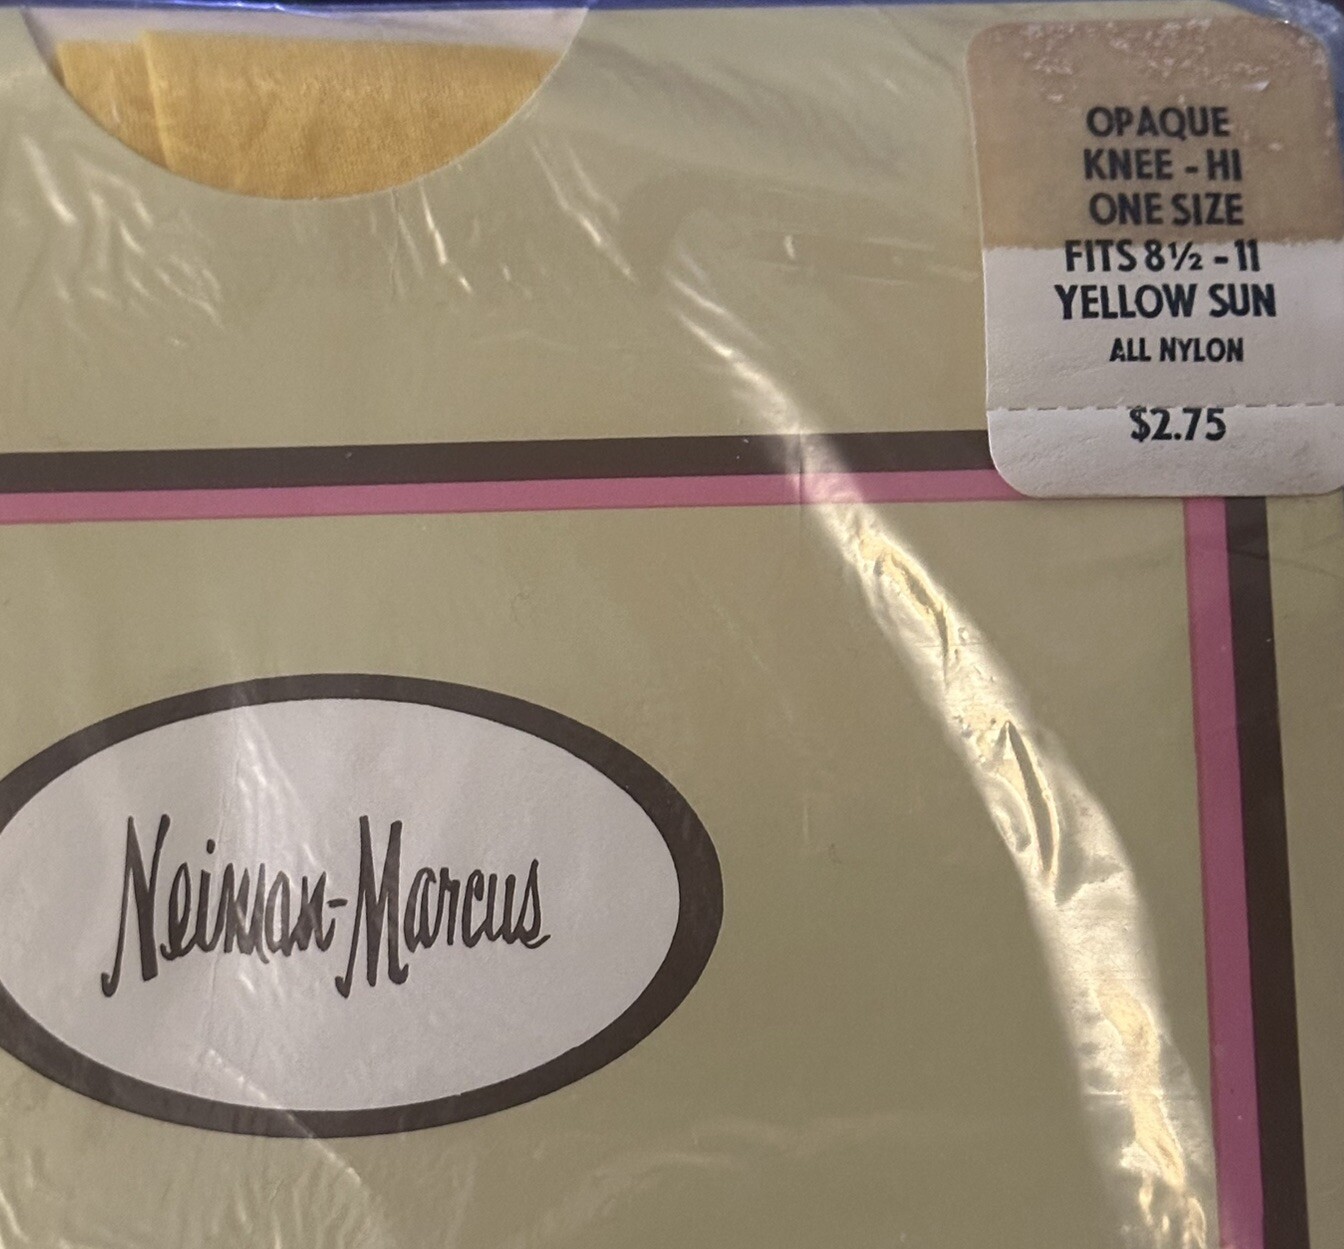 OPAQUE
KNEE - HI
ONE SIZE
FITS 8½ - 11
YELLOW SUN
ALL NYLON
$2.75
Neiman-Marcus